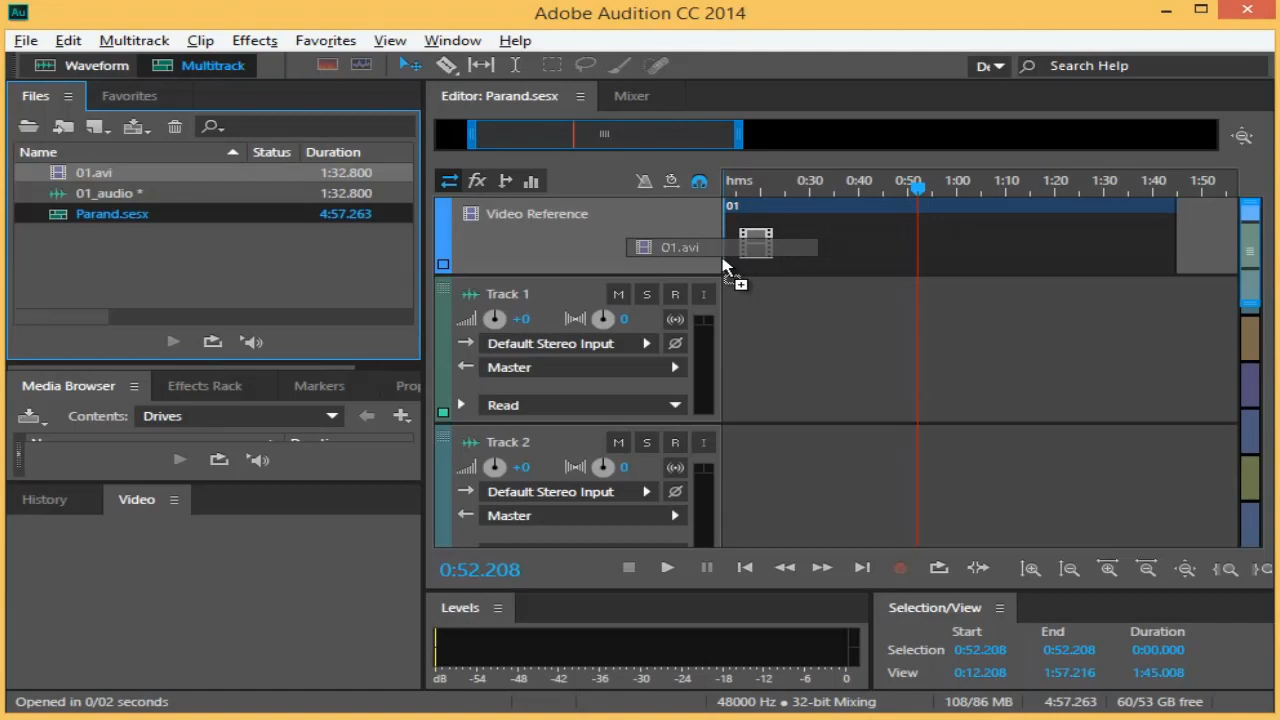 Au Adobe Audition CC 2014
File Edit Multitrack Clip Effects Favorites View Window Help
Waveform Multitrack De Search Help
Files Favorites
Name Status Duration
01.avi 1:32.800
01_audio * 1:32.800
Parand.sesx 4:57.263
Media Browser Effects Rack Markers Prop
Contents: Drives
History Video
Editor: Parand.sesx Mixer
fx hms 0:30 0:40 0:50 1:00 1:10 1:20 1:30 1:40 1:50
Video Reference 01
01.avi
Track 1 M S R I
+0 0
Default Stereo Input
Master
Read
Track 2 M S R I
+0 0
Default Stereo Input
Master
0:52.208
Levels
dB -54 -48 -42 -36 -30 -24 -18 -12 -6 0
Selection/View
Start End Duration
Selection 0:52.208 0:52.208 0:00.000
View 0:12.208 1:57.216 1:45.008
Opened in 0/02 seconds 48000 Hz ● 32-bit Mixing 108/86 MB 4:57.263 60/53 GB free